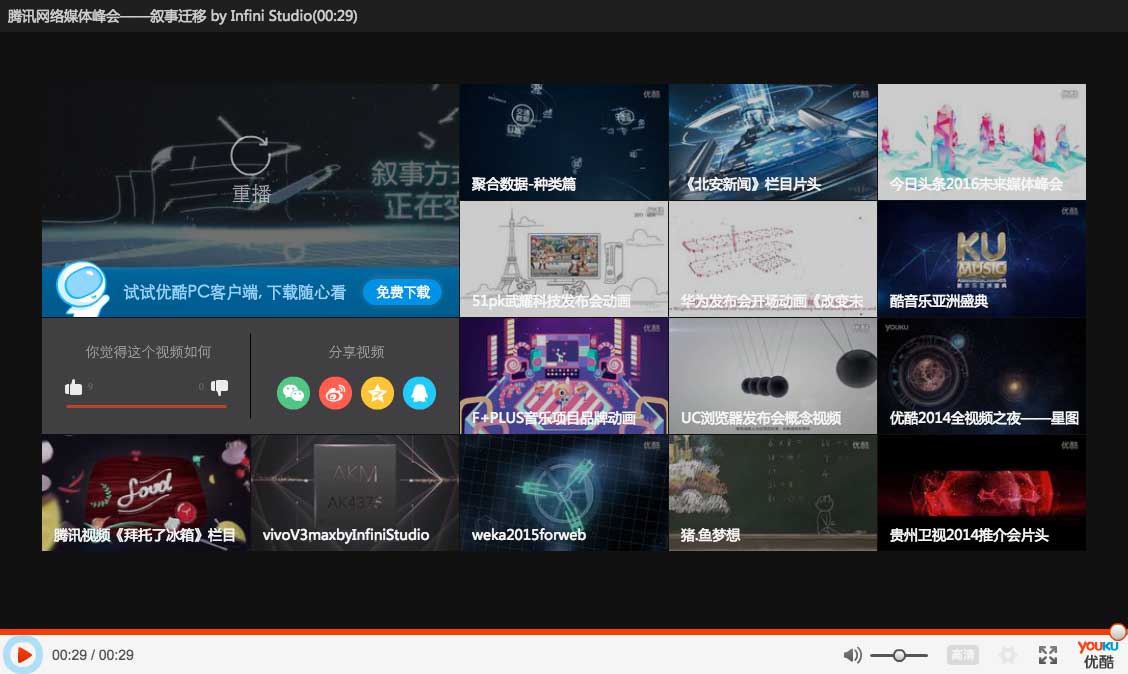 腾讯网络媒体峰会——叙事迁移 by Infini Studio(00:29)
优酷
优酷
优酷
交通
数据
重播
叙事方式
正在变
聚合数据-种类篇
《北安新闻》栏目片头
今日头条2016未来媒体峰会
优酷
KU
MUSIC
试试优酷PC客户端, 下载随心看
免费下载
51pk武耀科技发布会动画
华为发布会开场动画《改变未
酷音乐亚洲盛典
优酷
优酷
YOUKU
你觉得这个视频如何
分享视频
9
0
F+PLUS音乐项目品牌动画
UC浏览器发布会概念视频
优酷2014全视频之夜——星图
优酷
优酷
优酷
AKM
AK4375
Loud
腾讯视频《拜托了冰箱》栏目
vivoV3maxbyInfiniStudio
weka2015forweb
猪.鱼梦想
贵州卫视2014推介会片头
00:29 / 00:29
高清
YOUKU
优酷